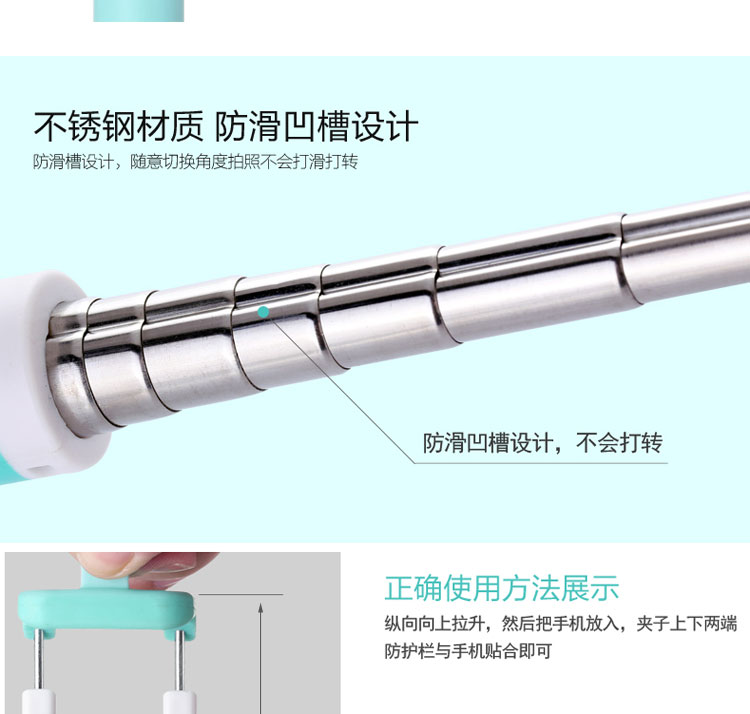 不锈钢材质 防滑凹槽设计
防滑槽设计，随意切换角度拍照不会打滑打转
防滑凹槽设计，不会打转
正确使用方法展示
纵向向上拉升，然后把手机放入，夹子上下两端
防护栏与手机贴合即可